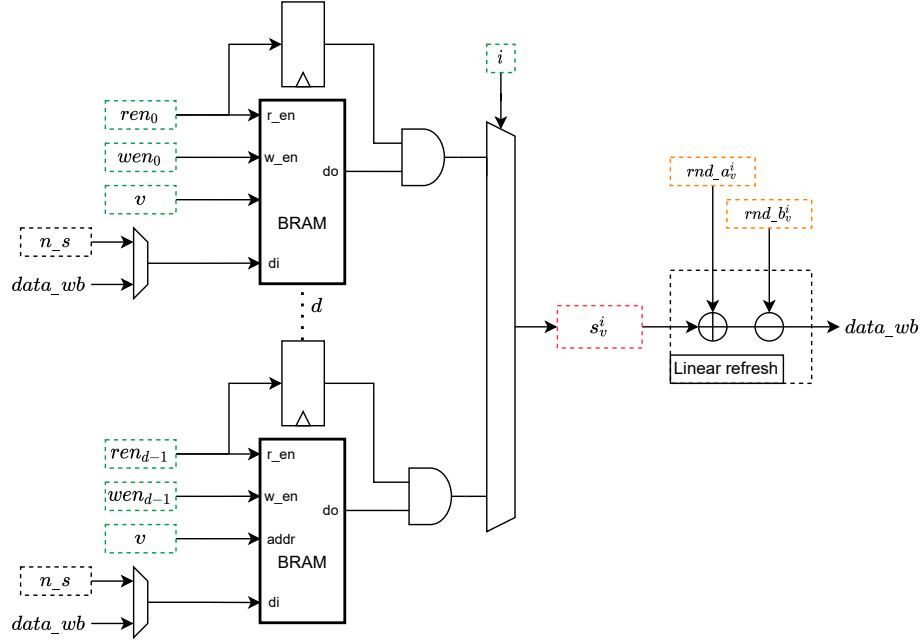 i
ren_0
r_en
wen_0
w_en
do
v
BRAM
n_s
di
data_wb
d
rnd_a_v^i
rnd_b_v^i
s_v^i
data_wb
Linear refresh
ren_{d-1}
r_en
wen_{d-1}
w_en
do
v
addr
BRAM
n_s
di
data_wb